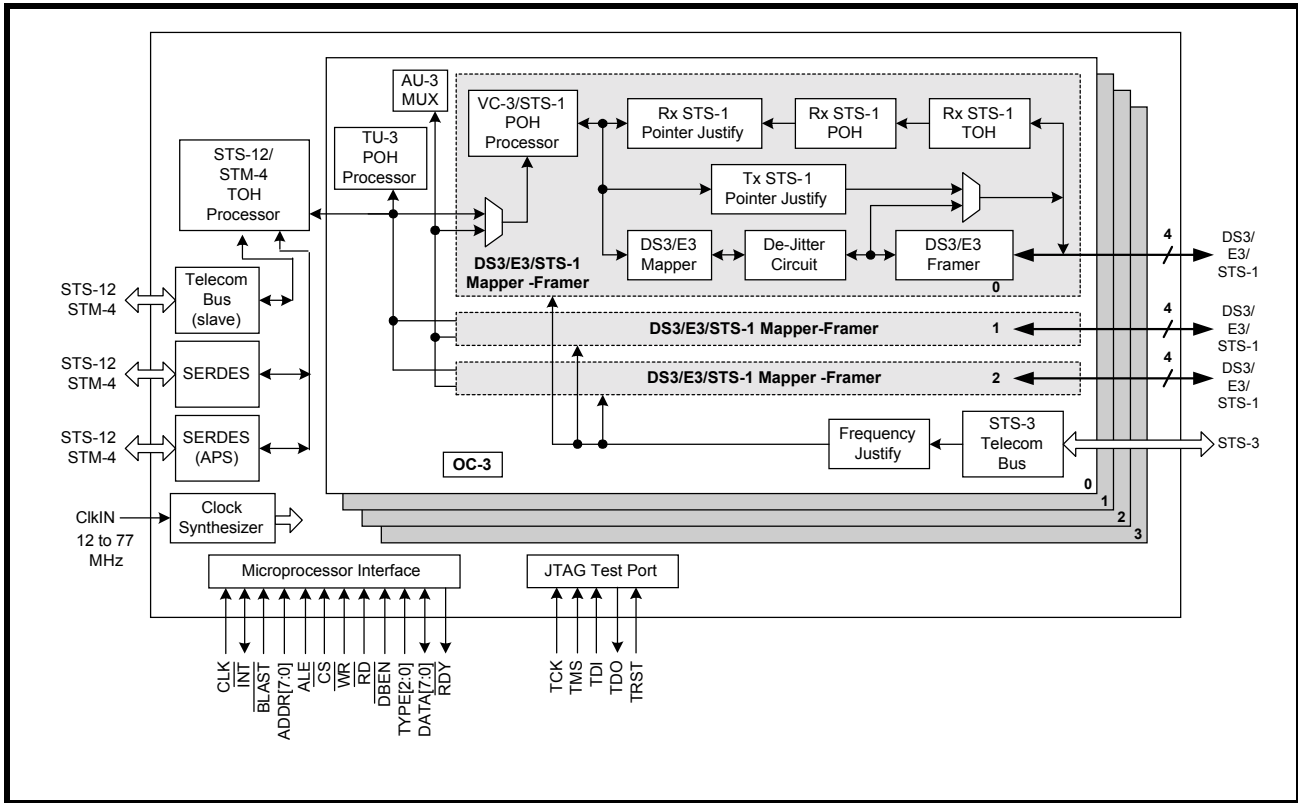 AU-3
MUX
VC-3/STS-1
POH
Processor
Rx STS-1
Pointer Justify
Rx STS-1
POH
Rx STS-1
TOH
TU-3
POH
Processor
STS-12/
STM-4
TOH
Processor
Tx STS-1
Pointer Justify
DS3/E3
Mapper
De-Jitter
Circuit
DS3/E3
Framer
DS3/E3/STS-1
Mapper -Framer
0
4
DS3/
E3/
STS-1
STS-12
STM-4
Telecom
Bus
(slave)
DS3/E3/STS-1 Mapper-Framer
1
4
DS3/
E3/
STS-1
STS-12
STM-4
SERDES
DS3/E3/STS-1 Mapper -Framer
2
4
DS3/
E3/
STS-1
STS-12
STM-4
SERDES
(APS)
Frequency
Justify
STS-3
Telecom
Bus
STS-3
OC-3
0
1
2
3
ClkIN
12 to 77
MHz
Clock
Synthesizer
Microprocessor Interface
JTAG Test Port
CLK
INT
BLAST
ADDR[7:0]
ALE
CS
WR
RD
DBEN
TYPE[2:0]
DATA[7:0]
RDY
TCK
TMS
TDI
TDO
TRST